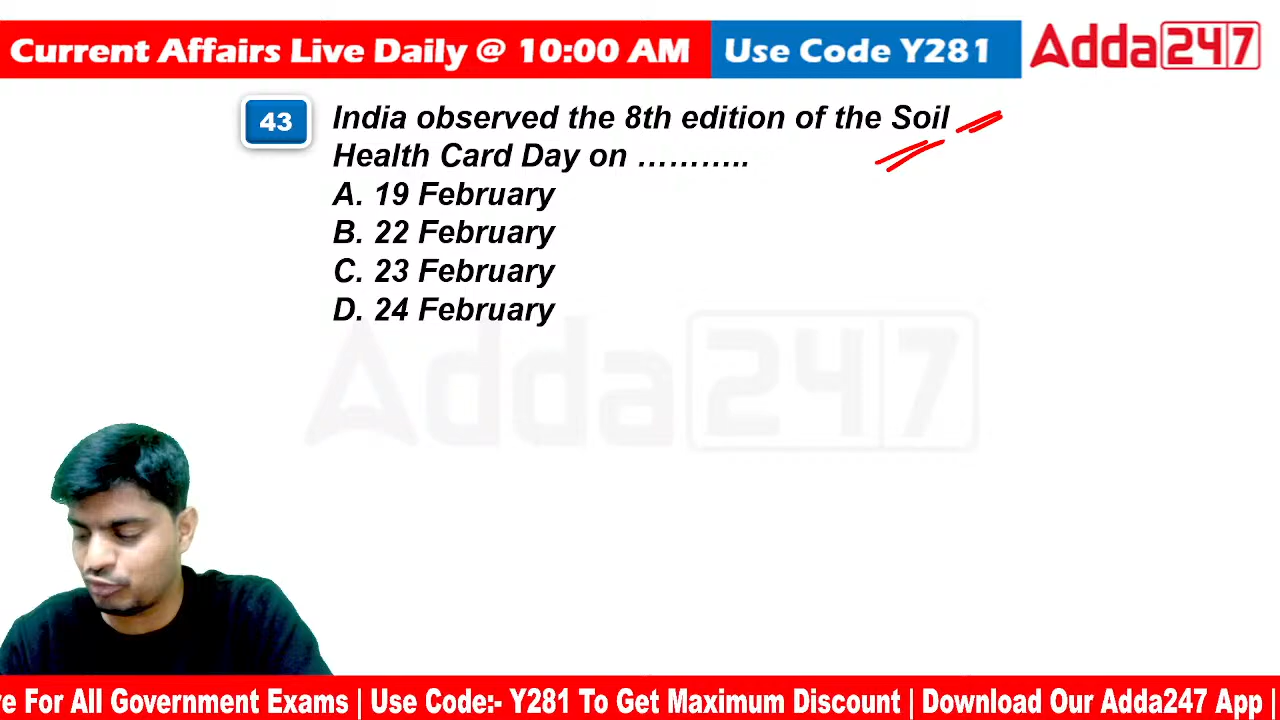 Current Affairs Live Daily @ 10:00 AM
Use Code Y281
Adda247
43
India observed the 8th edition of the Soil
Health Card Day on ………..
A. 19 February
B. 22 February
C. 23 February
D. 24 February
Adda247
re For All Government Exams | Use Code:- Y281 To Get Maximum Discount | Download Our Adda247 App |